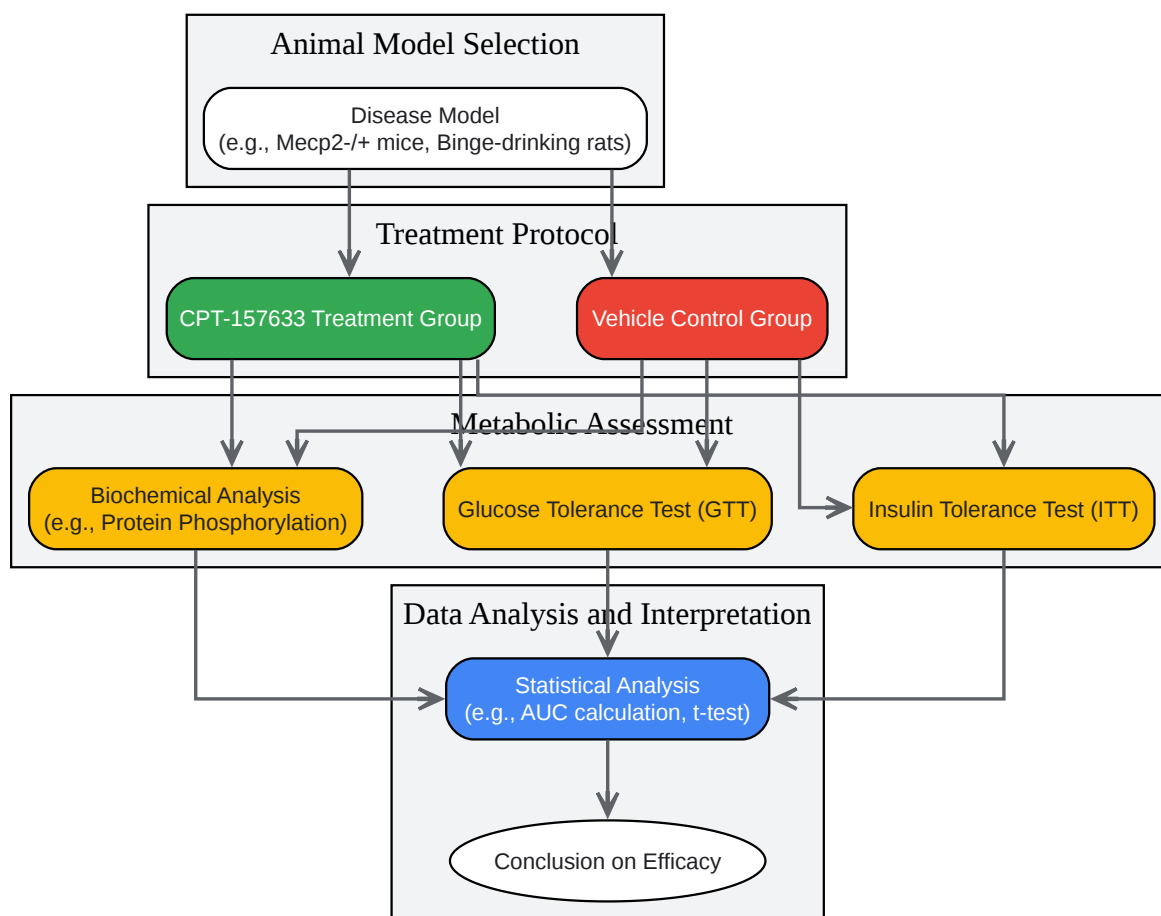 Animal Model Selection
Disease Model
(e.g., Mecp2-/+ mice, Binge-drinking rats)
Treatment Protocol
CPT-157633 Treatment Group
Vehicle Control Group
Metabolic Assessment
Biochemical Analysis
(e.g., Protein Phosphorylation)
Glucose Tolerance Test (GTT)
Insulin Tolerance Test (ITT)
Data Analysis and Interpretation
Statistical Analysis
(e.g., AUC calculation, t-test)
Conclusion on Efficacy